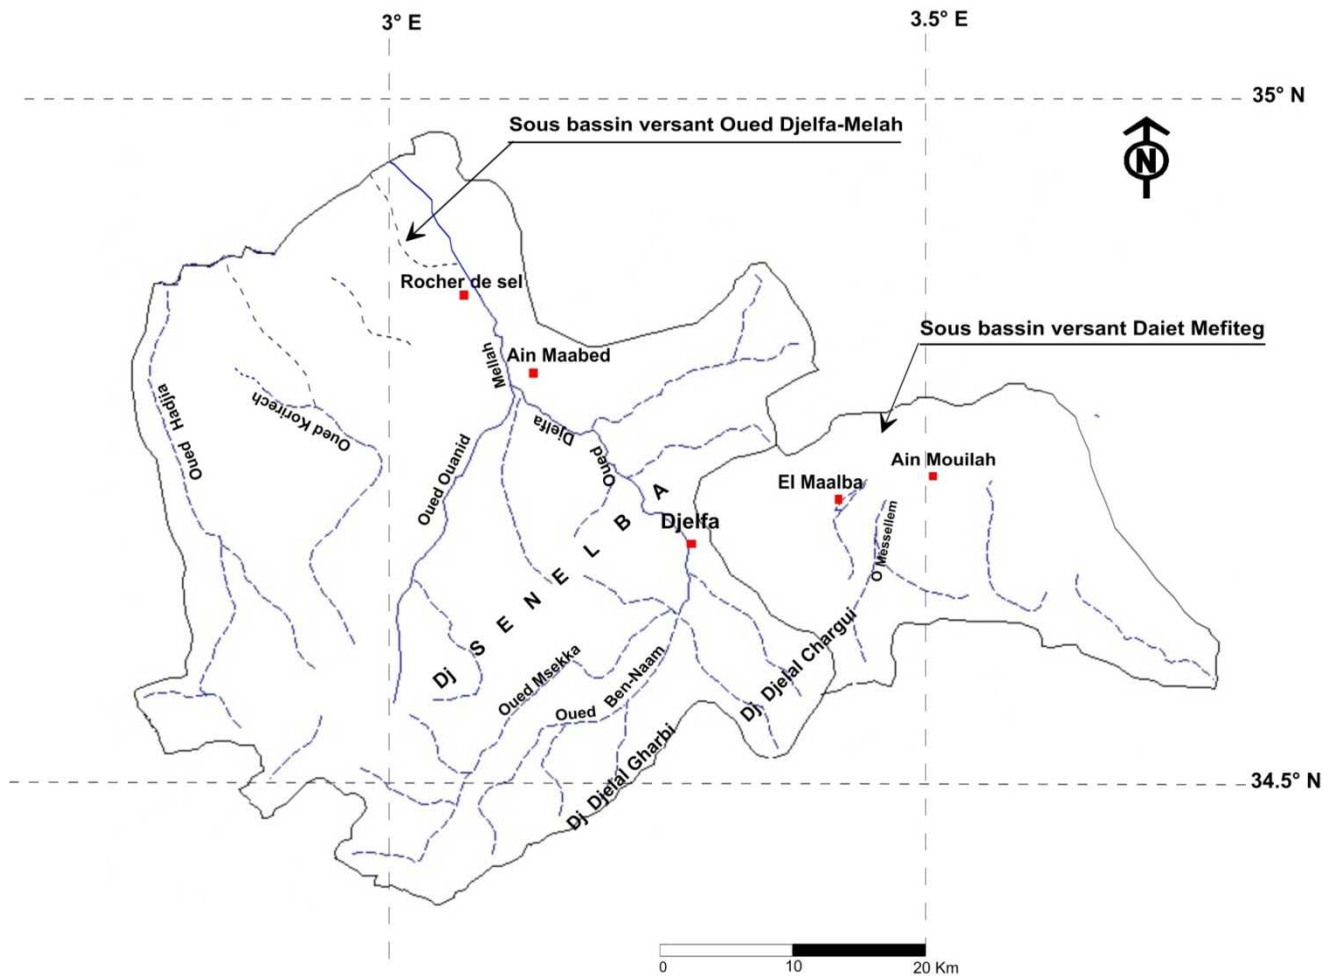 3° E
3.5° E
35° N
Sous bassin versant Oued Djelfa-Melah
N
Rocher de sel
Sous bassin versant Daiet Mefiteg
Mellah
Ain Maabed
Oued Hadjia
Oued Korirech
Djelfa
Oued
Oued Ouanid
El Maalba
Ain Mouilah
Djelfa
O Messellem
Dj SENELBA
Oued Msekka
Oued Ben-Naam
Dj Djelal Chargui
Dj Djelal Gharbi
34.5° N
0 10 20 Km